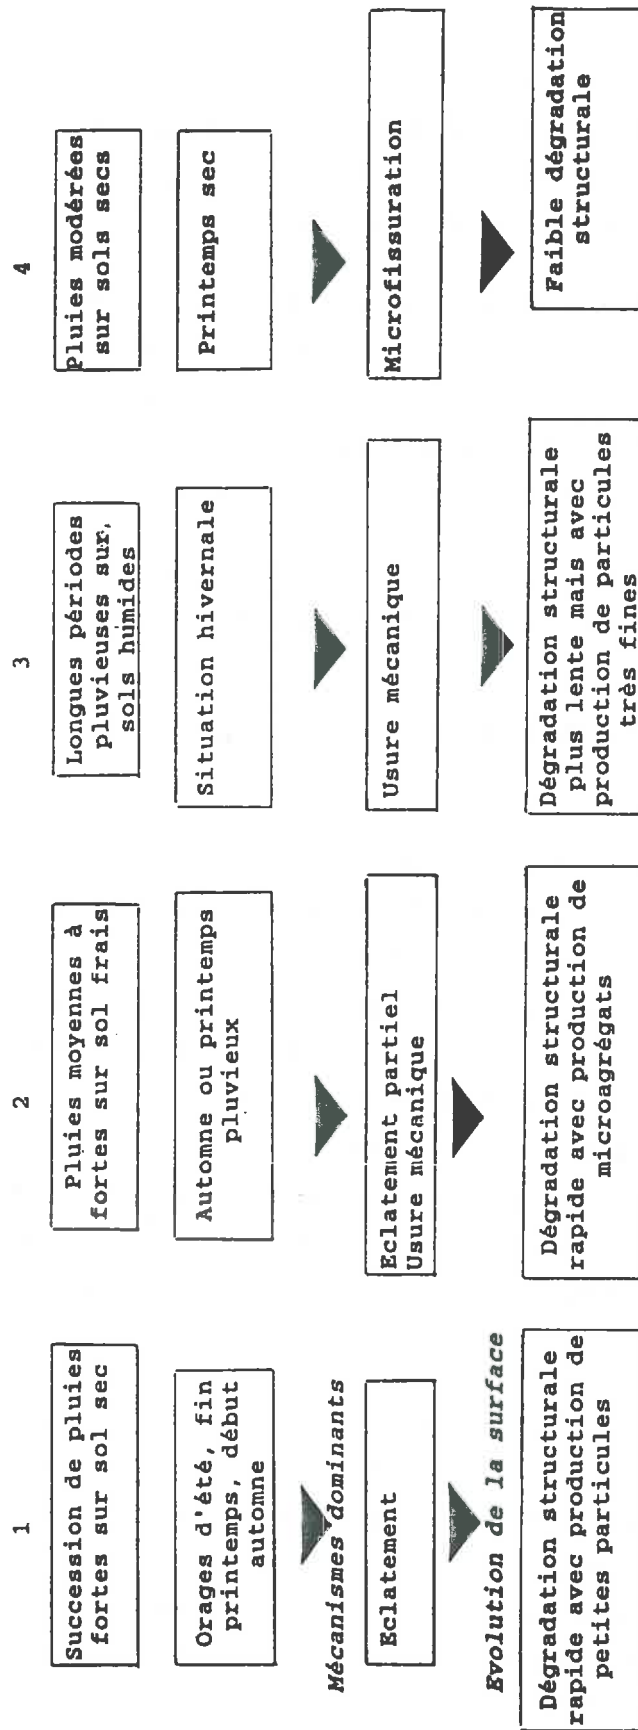 1
Succession de pluies
fortes sur sol sec
Orages d'été, fin
printemps, début
automne
Mécanismes dominants
Eclatement
Evolution de la surface
Dégradation structurale
rapide avec production de
petites particules
2
Pluies moyennes à
fortes sur sol frais
Automne ou printemps
pluvieux
Eclatement partiel
Usure mécanique
Dégradation structurale
rapide avec production de
microagrégats
3
Longues périodes
pluvieuses sur,
sols humides
Situation hivernale
Usure mécanique
Dégradation structurale
plus lente mais avec
production de particules
très fines
4
Pluies modérées
sur sols secs
Printemps sec
Microfissuration
Faible dégradation
structurale